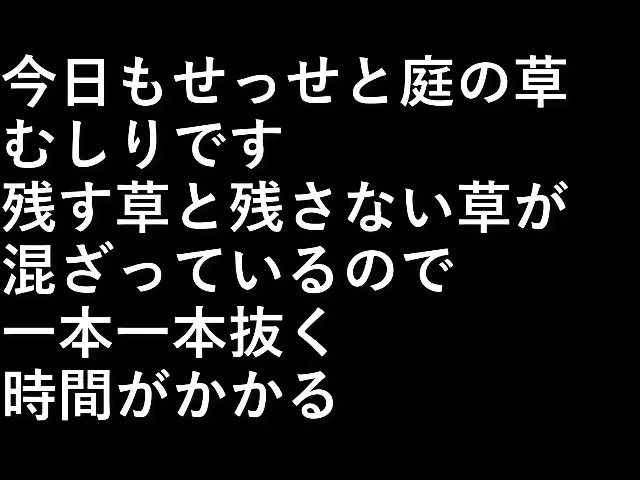 今日もせっせと庭の草
むしりです
残す草と残さない草が
混ざっているので
一本一本抜く
時間がかかる